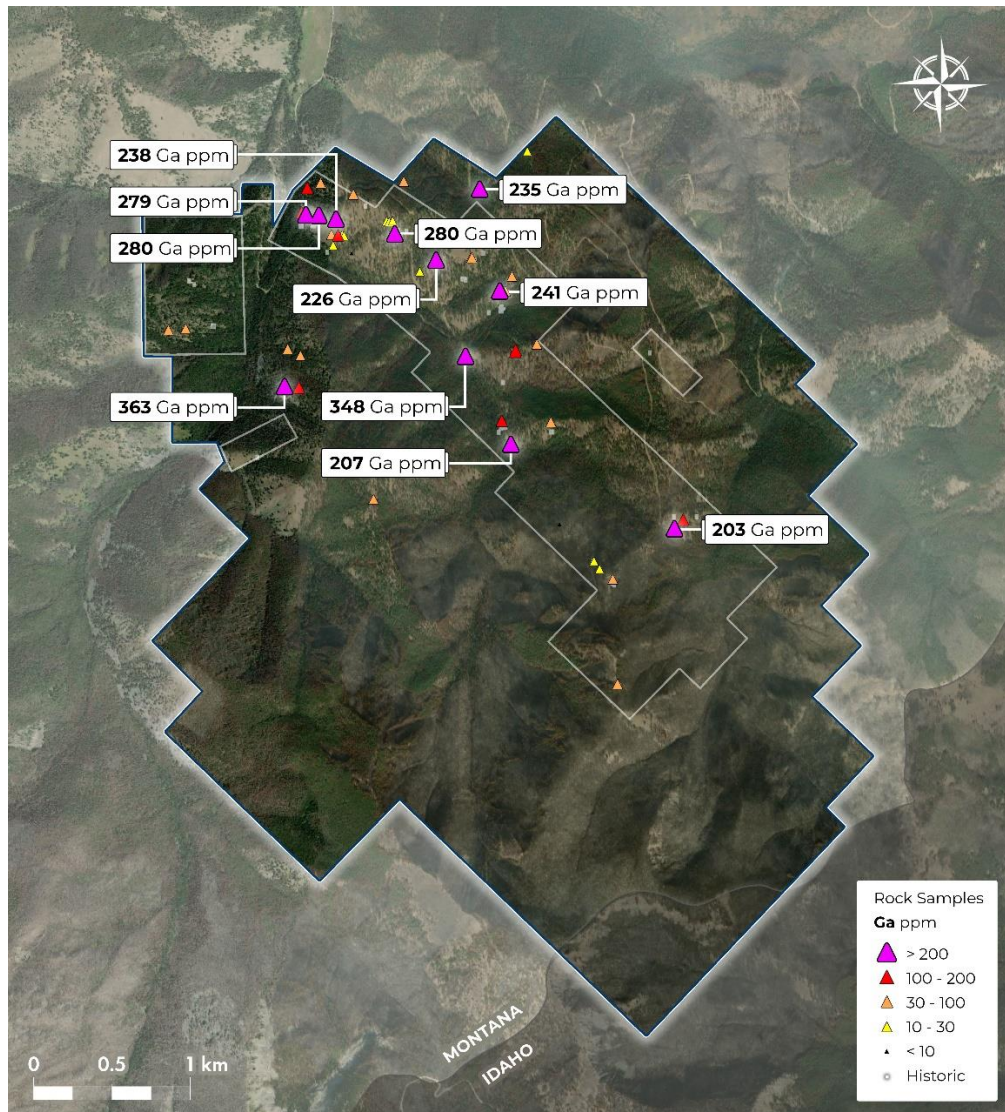 238 Ga ppm
279 Ga ppm
280 Ga ppm
235 Ga ppm
280 Ga ppm
226 Ga ppm
241 Ga ppm
363 Ga ppm
348 Ga ppm
207 Ga ppm
203 Ga ppm
Rock Samples
Ga ppm
> 200
100 - 200
30 - 100
10 - 30
< 10
Historic
MONTANA
IDAHO
0 0.5 1 km